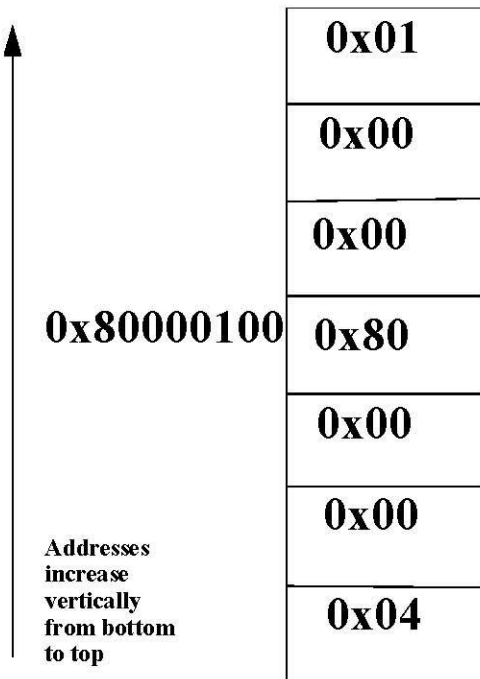 0x01
0x00
0x00
0x80000100 0x80
0x00
0x00
Addresses
increase
vertically
from bottom
to top
0x04